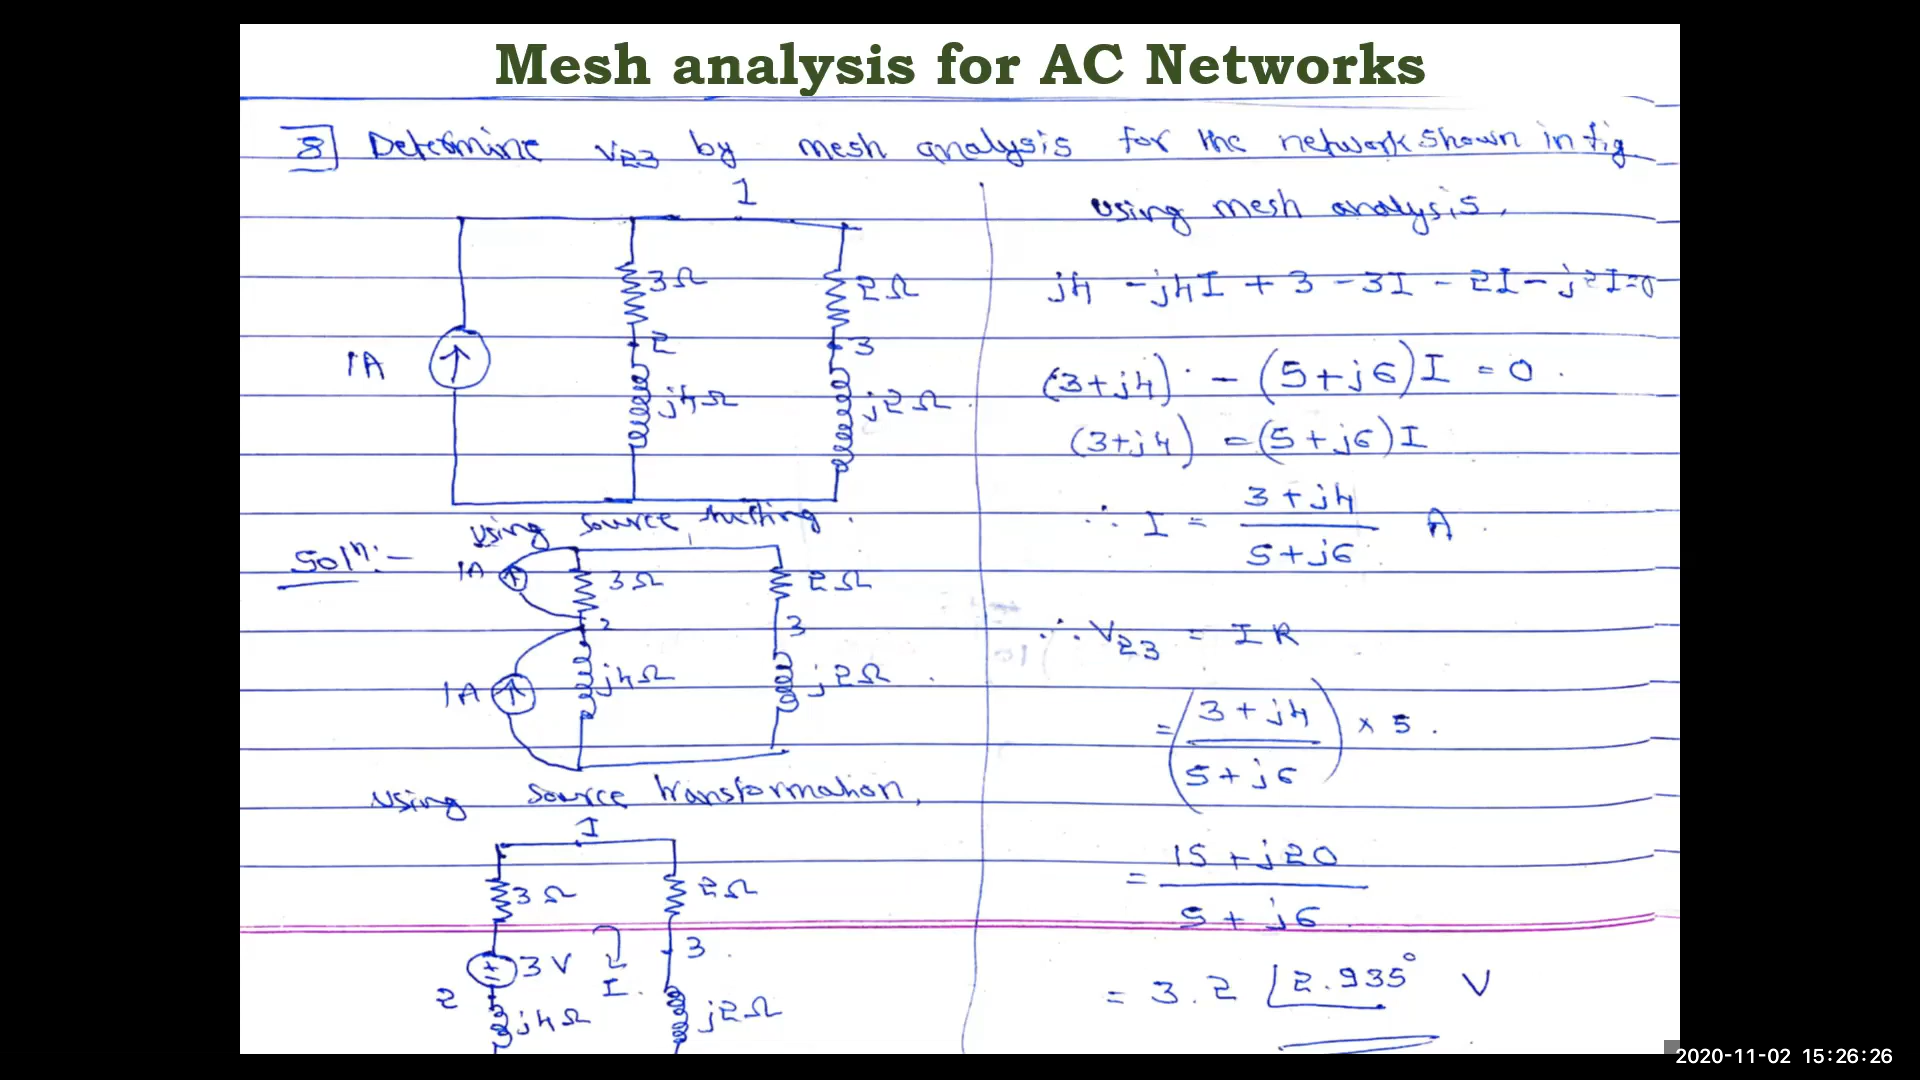 Mesh analysis for AC Networks
8] Determine V23 by mesh analysis for the network shown in fig
1
3Ω
2Ω
2
3
1A
j4Ω
j2Ω
using source shifting.
Soln:-
1A
3Ω
2Ω
2
3
1A
j4Ω
j2Ω
using source transformation,
1
3Ω
2Ω
3
3V
I
2
j4Ω
j2Ω
using mesh analysis,
j4 - j4I + 3 - 3I - 2I - j2I = 0
(3+j4) - (5+j6)I = 0.
(3+j4) = (5+j6)I
∴ I = (3+j4)/(5+j6) A
∴ V23 = IR
= ((3+j4)/(5+j6)) × 5.
= (15+j20)/(5+j6)
= 3.2 ∠2.935° V
2020-11-02 15:26:26